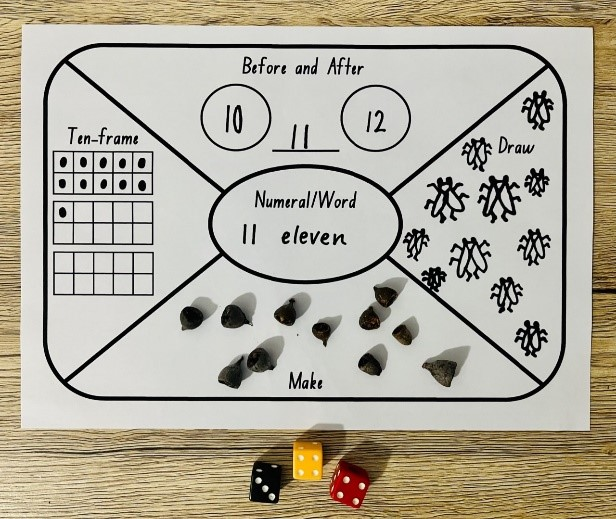 Before and After
10 11 12
Ten-frame
Draw
Numeral/Word
11 eleven
Make